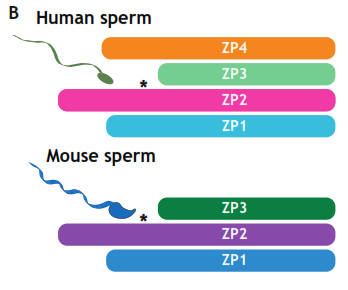 B
Human sperm
ZP4
ZP3
*
ZP2
ZP1
Mouse sperm
ZP3
*
ZP2
ZP1